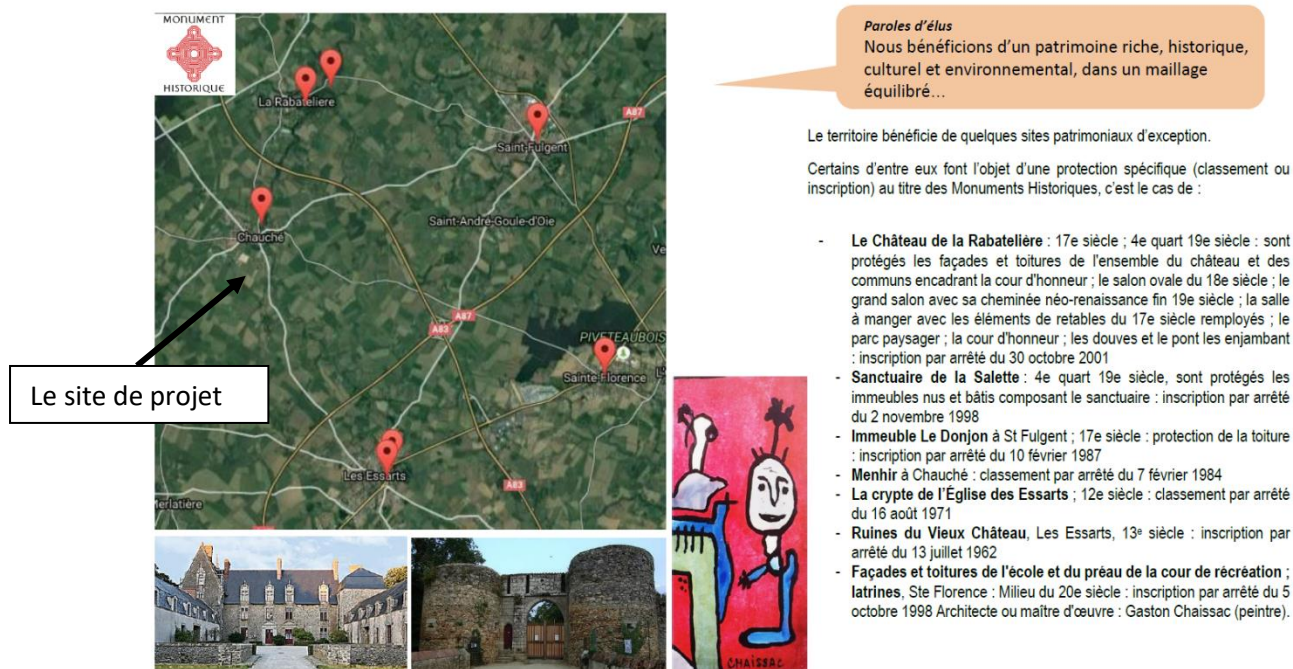 MONUMENT
HISTORIQUE
La Rabatelière
A87
Saint-Fulgent
Chauché
Saint-André-Goule-d'Oie
Ve
A87
A83
PIVETEAUBOIS
Sainte Florence
L'
Les Essarts
A83
Merlatière
Le site de projet
CHAISSAC
Paroles d'élus
Nous bénéficions d'un patrimoine riche, historique,
culturel et environnemental, dans un maillage
équilibré…
Le territoire bénéficie de quelques sites patrimoniaux d'exception.
Certains d'entre eux font l'objet d'une protection spécifique (classement ou
inscription) au titre des Monuments Historiques, c'est le cas de :
- Le Château de la Rabatelière : 17e siècle ; 4e quart 19e siècle : sont
protégés les façades et toitures de l'ensemble du château et des
communs encadrant la cour d'honneur ; le salon ovale du 18e siècle ; le
grand salon avec sa cheminée néo-renaissance fin 19e siècle ; la salle
à manger avec les éléments de retables du 17e siècle remployés ; le
parc paysager ; la cour d'honneur ; les douves et le pont les enjambant
: inscription par arrêté du 30 octobre 2001
- Sanctuaire de la Salette : 4e quart 19e siècle, sont protégés les
immeubles nus et bâtis composant le sanctuaire : inscription par arrêté
du 2 novembre 1998
- Immeuble Le Donjon à St Fulgent ; 17e siècle : protection de la toiture
: inscription par arrêté du 10 février 1987
- Menhir à Chauché : classement par arrêté du 7 février 1984
- La crypte de l'Église des Essarts ; 12e siècle : classement par arrêté
du 16 août 1971
- Ruines du Vieux Château, Les Essarts, 13e siècle : inscription par
arrêté du 13 juillet 1962
- Façades et toitures de l'école et du préau de la cour de récréation ;
latrines, Ste Florence : Milieu du 20e siècle : inscription par arrêté du 5
octobre 1998 Architecte ou maître d'œuvre : Gaston Chaissac (peintre).